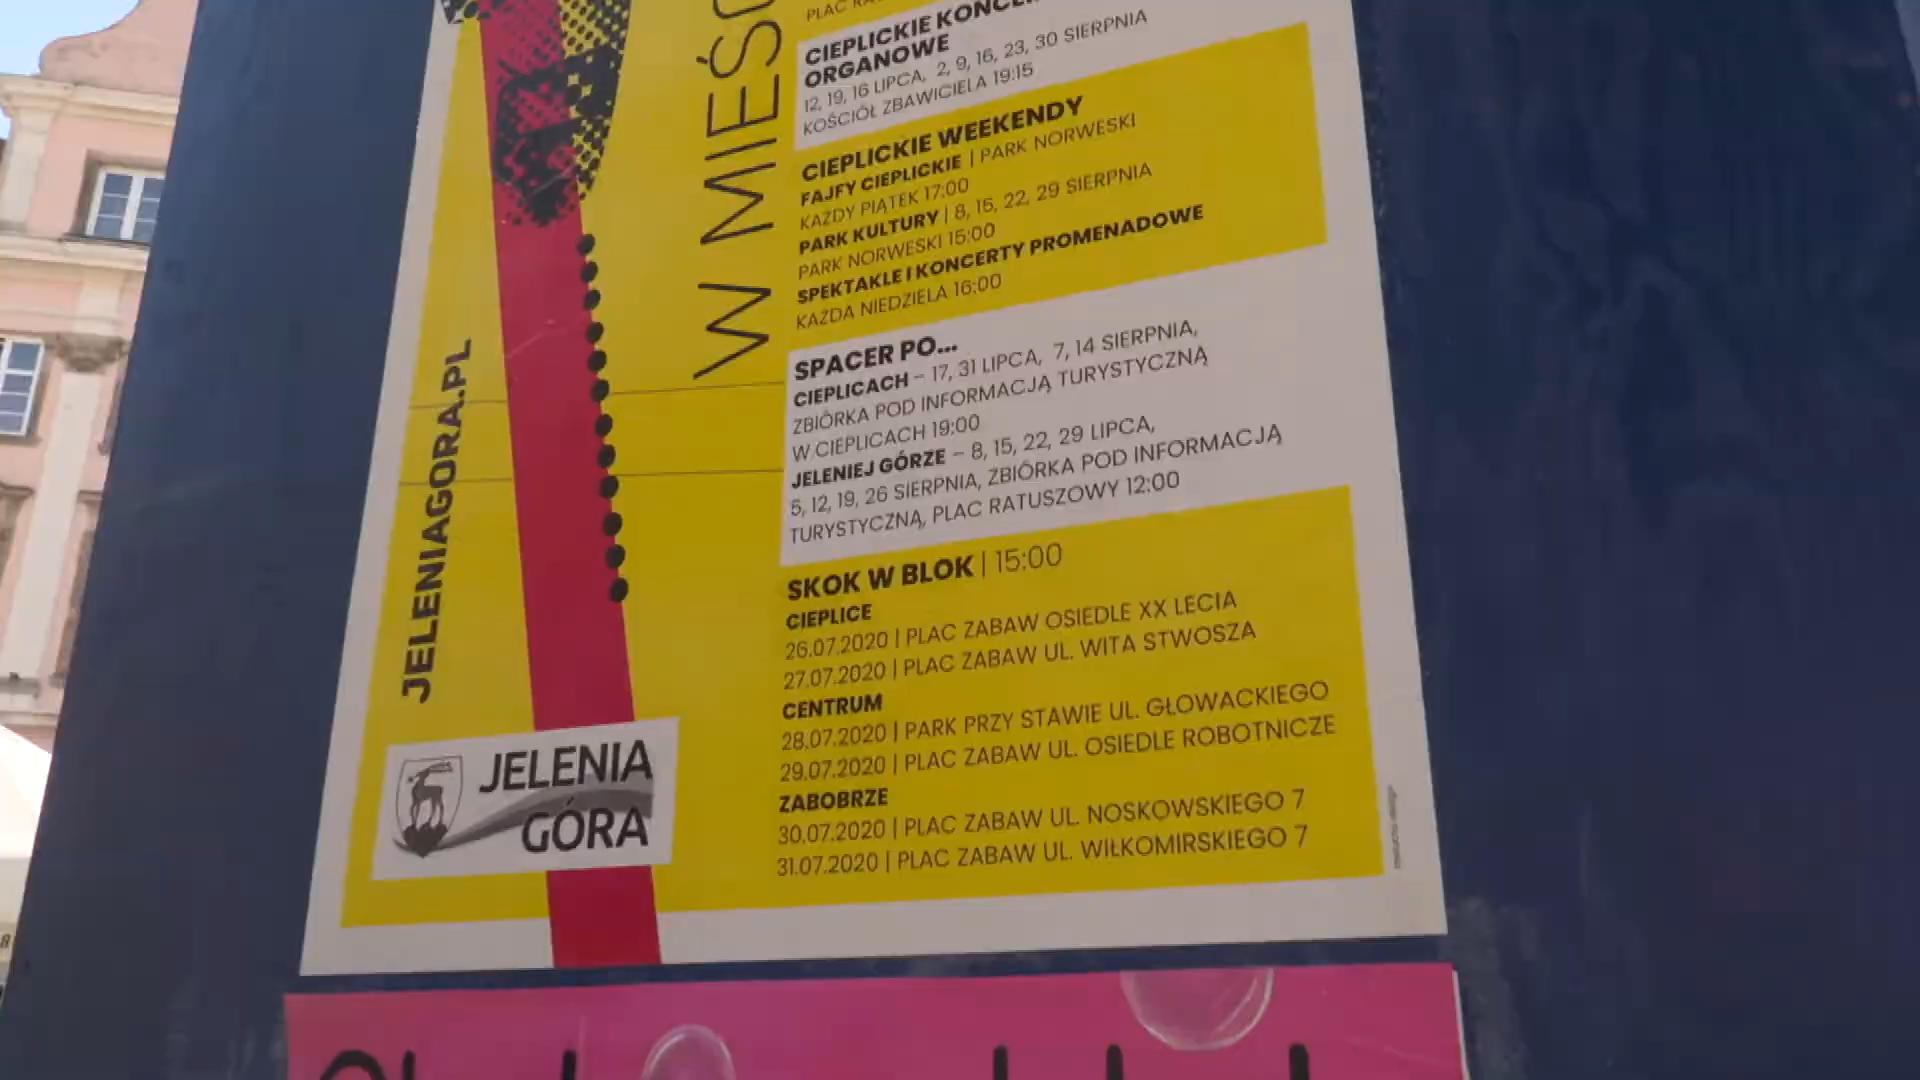 PLAC
CIEPLICKIE
ORGANOWE
12, 19, 16 LIPCA, 2, 9, 16, 23, 30 SIERPNIA
KOŚCIÓŁ ZBAWICIELA 19:15
CIEPLICKIE WEEKENDY
FAJFY CIEPLICKIE | PARK NORWESKI
KAŻDY PIĄTEK 17:00
PARK KULTURY | 8, 15, 22, 29 SIERPNIA
PARK NORWESKI 15:00
SPEKTAKLE I KONCERTY PROMENADOWE
KAŻDA NIEDZIELA 16:00
SPACER PO...
CIEPLICACH – 17, 31 LIPCA, 7, 14 SIERPNIA,
ZBIÓRKA POD INFORMACJĄ TURYSTYCZNĄ
W CIEPLICACH 19:00
JELENIEJ GÓRZE – 8, 15, 22, 29 LIPCA,
5, 12, 19, 26 SIERPNIA, ZBIÓRKA POD INFORMACJĄ
TURYSTYCZNĄ, PLAC RATUSZOWY 12:00
SKOK W BLOK | 15:00
CIEPLICE
26.07.2020 | PLAC ZABAW OSIEDLE XX LECIA
27.07.2020 | PLAC ZABAW UL. WITA STWOSZA
CENTRUM
28.07.2020 | PARK PRZY STAWIE UL. GŁOWACKIEGO
29.07.2020 | PLAC ZABAW UL. OSIEDLE ROBOTNICZE
ZABOBRZE
30.07.2020 | PLAC ZABAW UL. NOSKOWSKIEGO 7
31.07.2020 | PLAC ZABAW UL. WIŁKOMIRSKIEGO 7
W
JELENIAGORA.PL
JELENIA
GÓRA